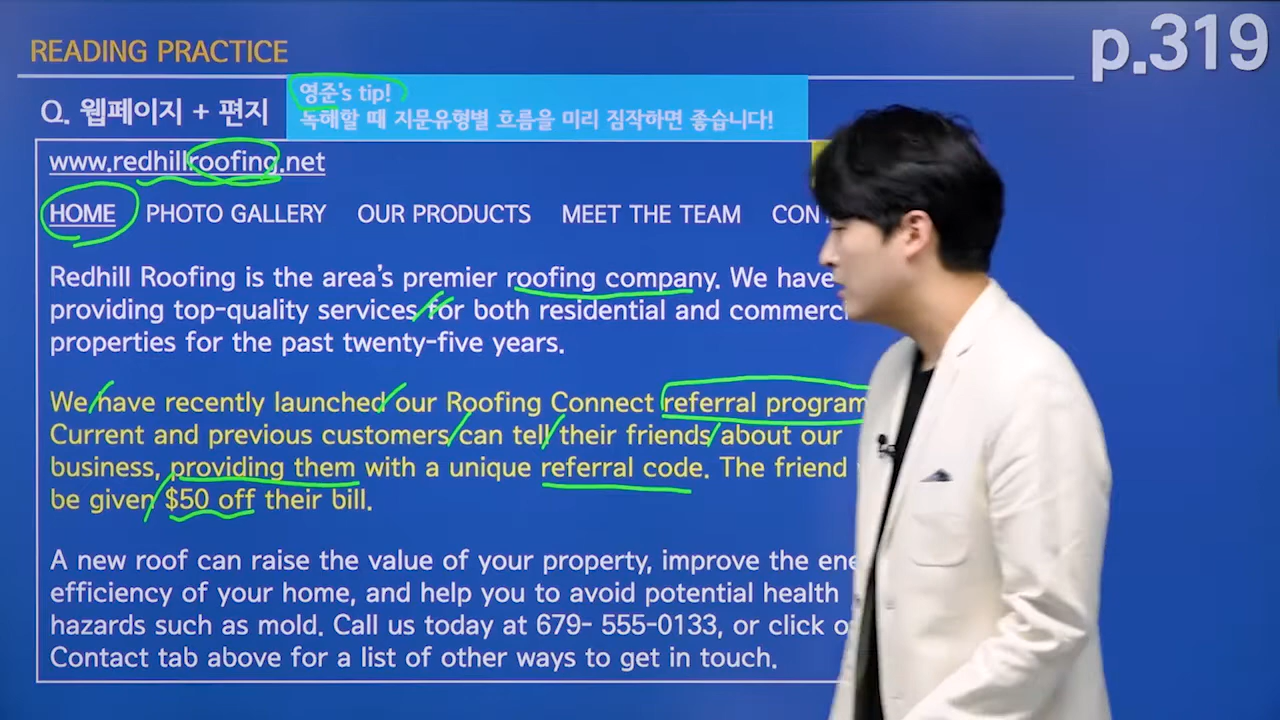 p.319
READING PRACTICE
영준's tip!
독해할 때 지문유형별 흐름을 미리 짐작하면 좋습니다!
Q. 웹페이지 + 편지
www.redhillroofing.net
HOME PHOTO GALLERY OUR PRODUCTS MEET THE TEAM
Redhill Roofing is the area's premier roofing company. We have
providing top-quality services for both residential and
properties for the past twenty-five years.
We have recently launched our Roofing Connect referral program
Current and previous customers can tell their friends about our
business, providing them with a unique referral code. The friend
be given $50 off their bill.
A new roof can raise the value of your property, improve the
efficiency of your home, and help you to avoid potential health
hazards such as mold. Call us today at 679- 555-0133, or click
Contact tab above for a list of other ways to get in touch.